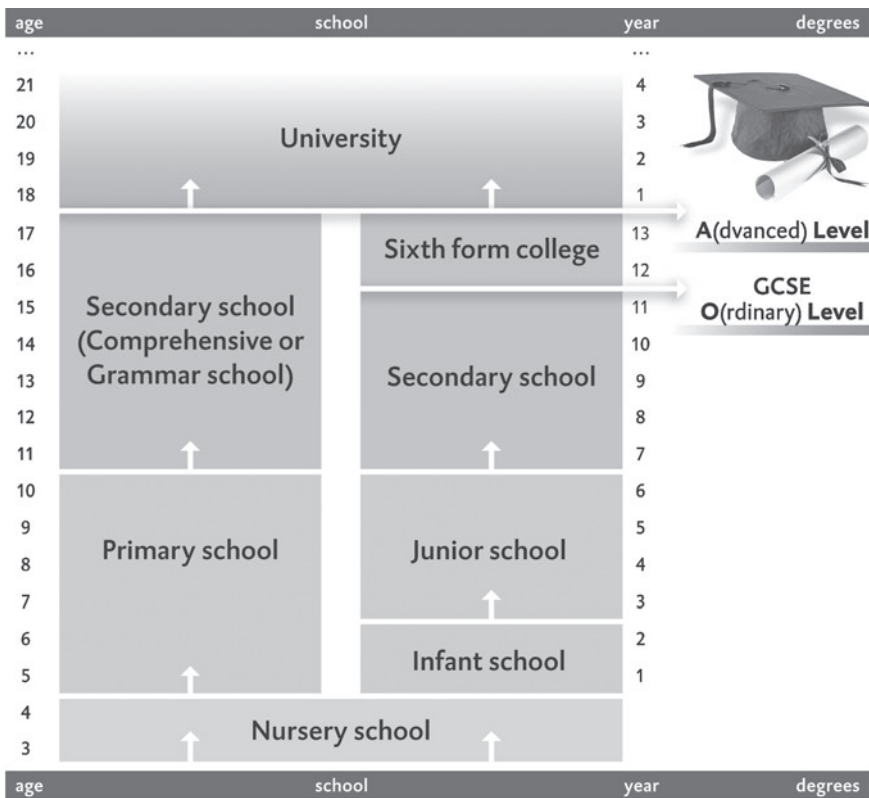 age school year degrees
... ...
21 4
20 3
University
19 2
18 1
17 13
A(dvanced) Level
Sixth form college
16 12
GCSE
O(rdinary) Level
15 11
Secondary school
(Comprehensive or
Grammar school)
14 10
13 9
Secondary school
12 8
11 7
10 6
9 5
Primary school Junior school
8 4
7 3
6 2
Infant school
5 1
4
Nursery school
3
age school year degrees